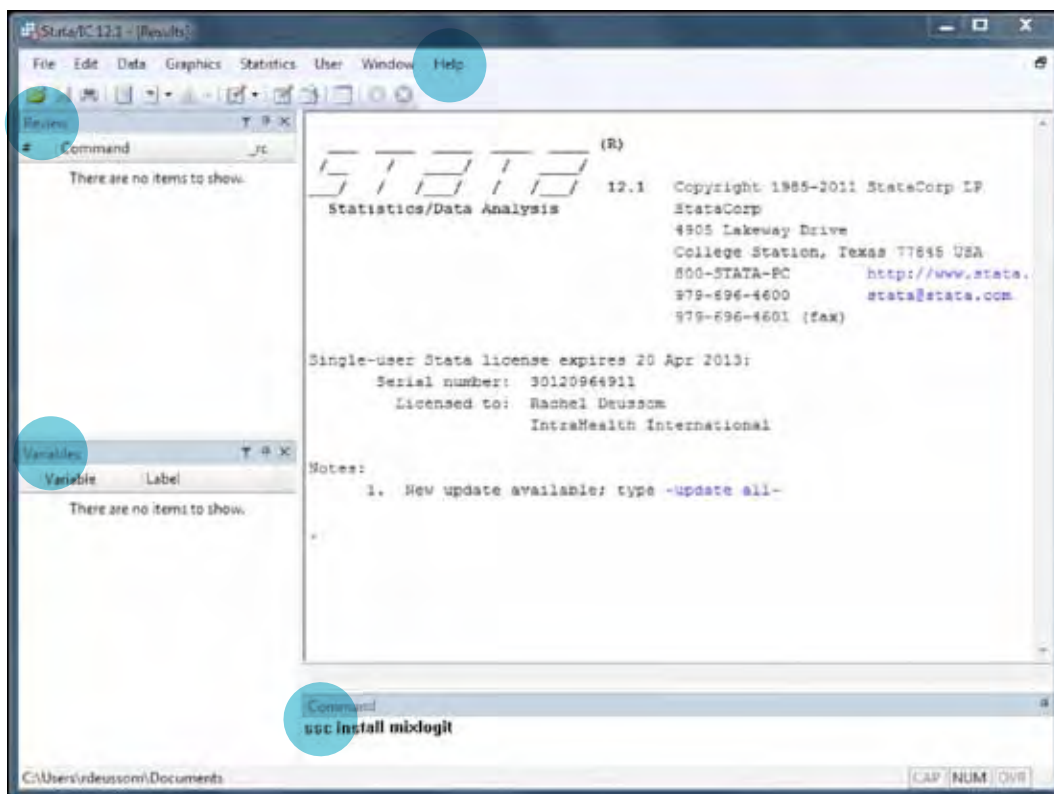 Stata/IC 12.1 - [Results]
File Edit Data Graphics Statistics User Window Help
Review
# Command _rc
There are no items to show.
Variables
Variable Label
There are no items to show.
(R)
STATA
12.1 Copyright 1985-2011 StataCorp LP
Statistics/Data Analysis StataCorp
4905 Lakeway Drive
College Station, Texas 77845 USA
800-STATA-PC http://www.stata.
979-696-4600 stata@stata.com
979-696-4601 (fax)
Single-user Stata license expires 20 Apr 2013:
Serial number: 30120964911
Licensed to: Rachel Deussom
IntraHealth International
Notes:
1. New update available; type -update all-
.
Command
ssc install mixlogit
C:\Users\rdeussom\Documents
CAP NUM OVR